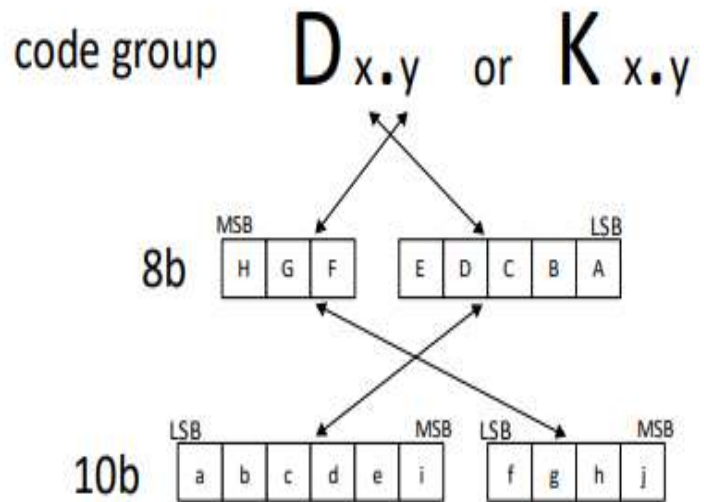 code group D x.y or K x.y
MSB LSB
8b H G F E D C B A
LSB MSB LSB MSB
10b a b c d e i f g h j